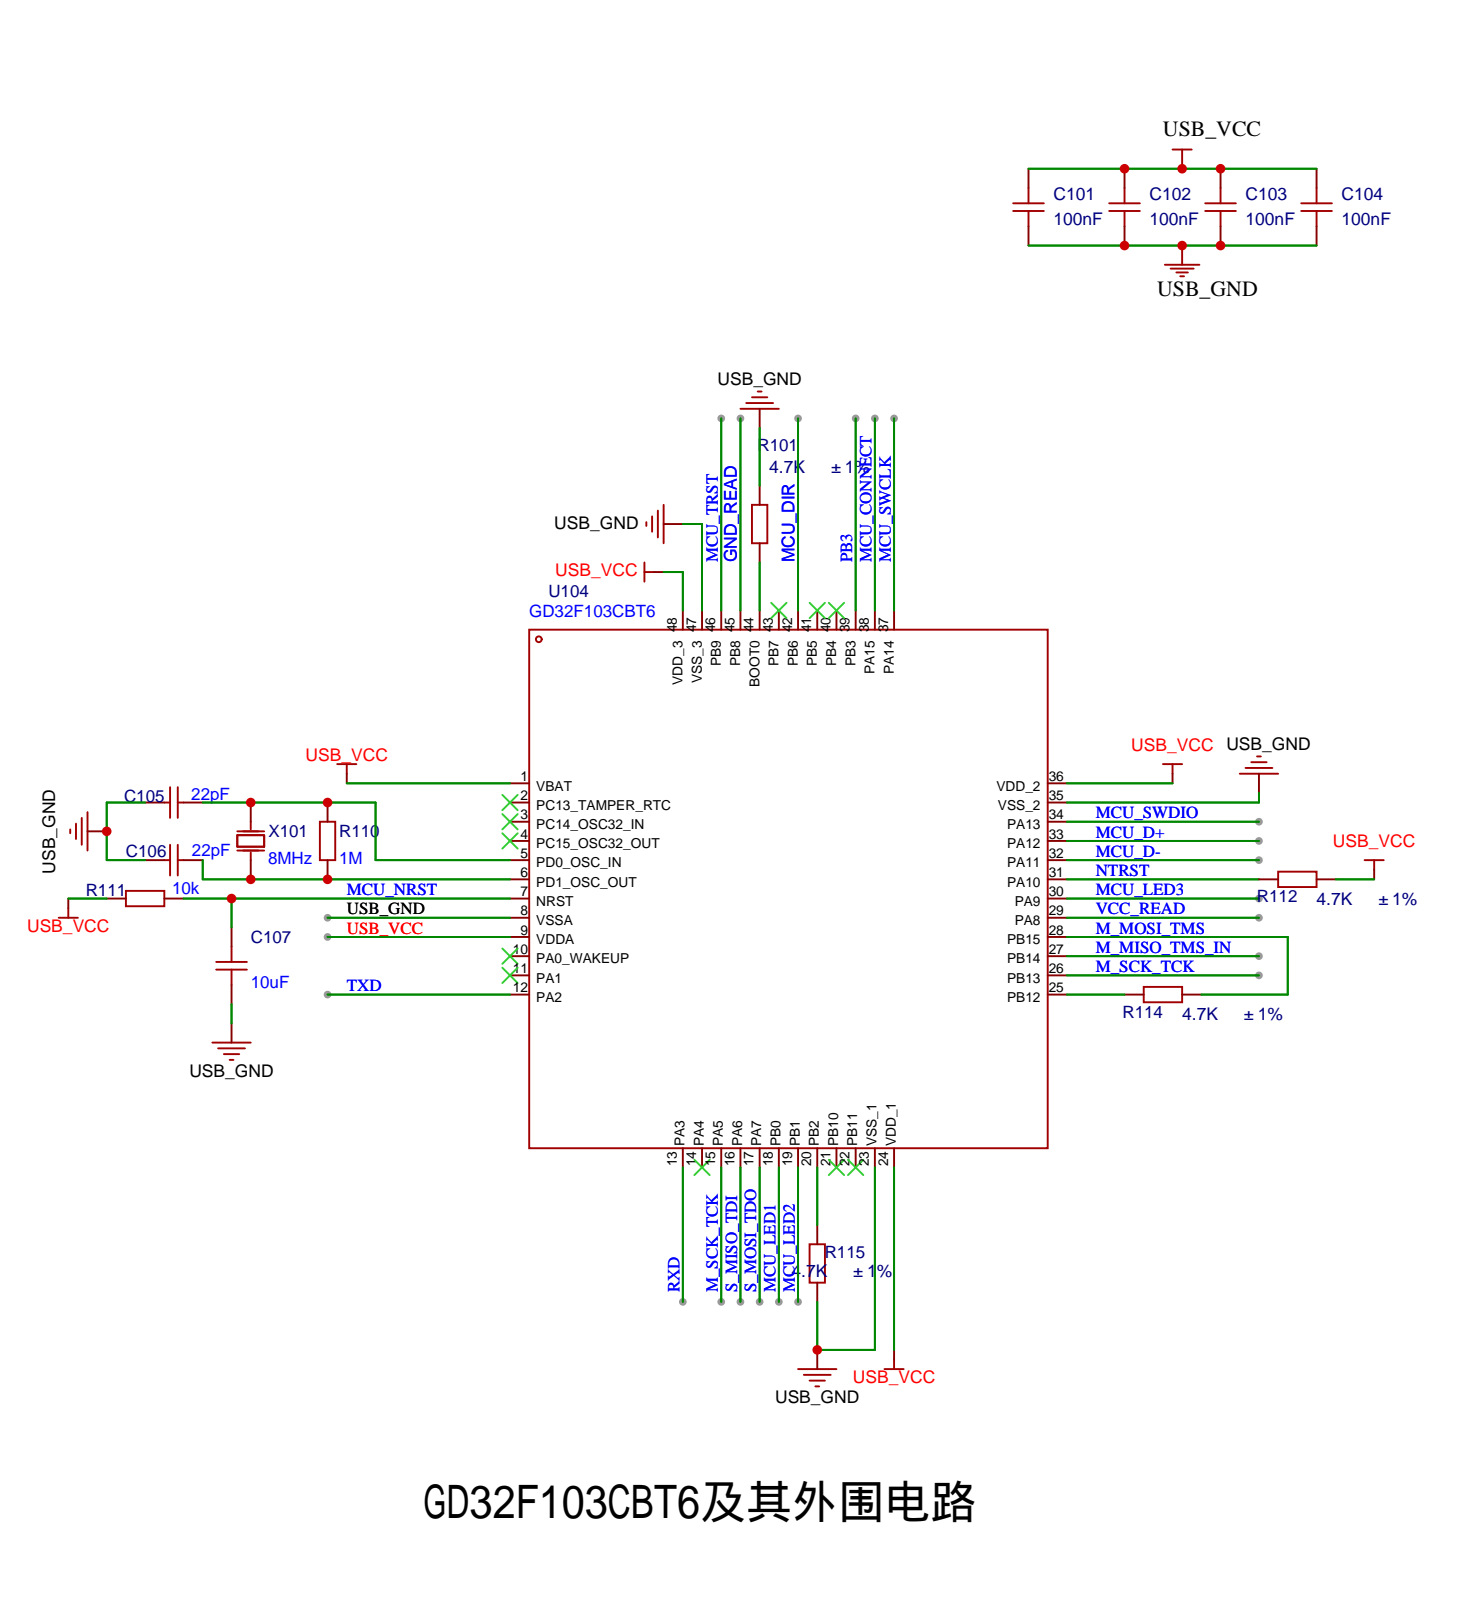 USB_VCC
C101
100nF
C102
100nF
C103
100nF
C104
100nF
USB_GND
USB_GND
R101
4.7K ±1%
MCU_TRST
GND_READ
MCU_DIR
PB3
MCU_CONNECT
MCU_SWCLK
USB_GND
USB_VCC
U104
GD32F103CBT6
48 47 46 45 44 43 42 41 40 39 38 37
VDD_3
VSS_3
PB9
PB8
BOOT0
PB7
PB6
PB5
PB4
PB3
PA15
PA14
USB_VCC
USB_GND
C105 22pF
C106 22pF
X101
8MHz
R110
1M
R111 10k
USB_VCC
C107
10uF
USB_GND
MCU_NRST
USB_GND
USB_VCC
TXD
1 VBAT
2 PC13_TAMPER_RTC
3 PC14_OSC32_IN
4 PC15_OSC32_OUT
5 PD0_OSC_IN
6 PD1_OSC_OUT
7 NRST
8 VSSA
9 VDDA
10 PA0_WAKEUP
11 PA1
12 PA2
USB_VCC USB_GND
VDD_2 36
VSS_2 35
PA13 34 MCU_SWDIO
PA12 33 MCU_D+
PA11 32 MCU_D-
PA10 31 NTRST
PA9 30 MCU_LED3
PA8 29 VCC_READ
PB15 28 M_MOSI_TMS
PB14 27 M_MISO_TMS_IN
PB13 26 M_SCK_TCK
PB12 25
USB_VCC
R112 4.7K ±1%
R114 4.7K ±1%
PA3
PA4
PA5
PA6
PA7
PB0
PB1
PB2
PB10
PB11
VSS_1
VDD_1
13 14 15 16 17 18 19 20 21 22 23 24
RXD
M_SCK_TCK
S_MISO_TDI
S_MOSI_TDO
MCU_LED1
MCU_LED2
R115
4.7K ±1%
USB_VCC
USB_GND
GD32F103CBT6及其外围电路